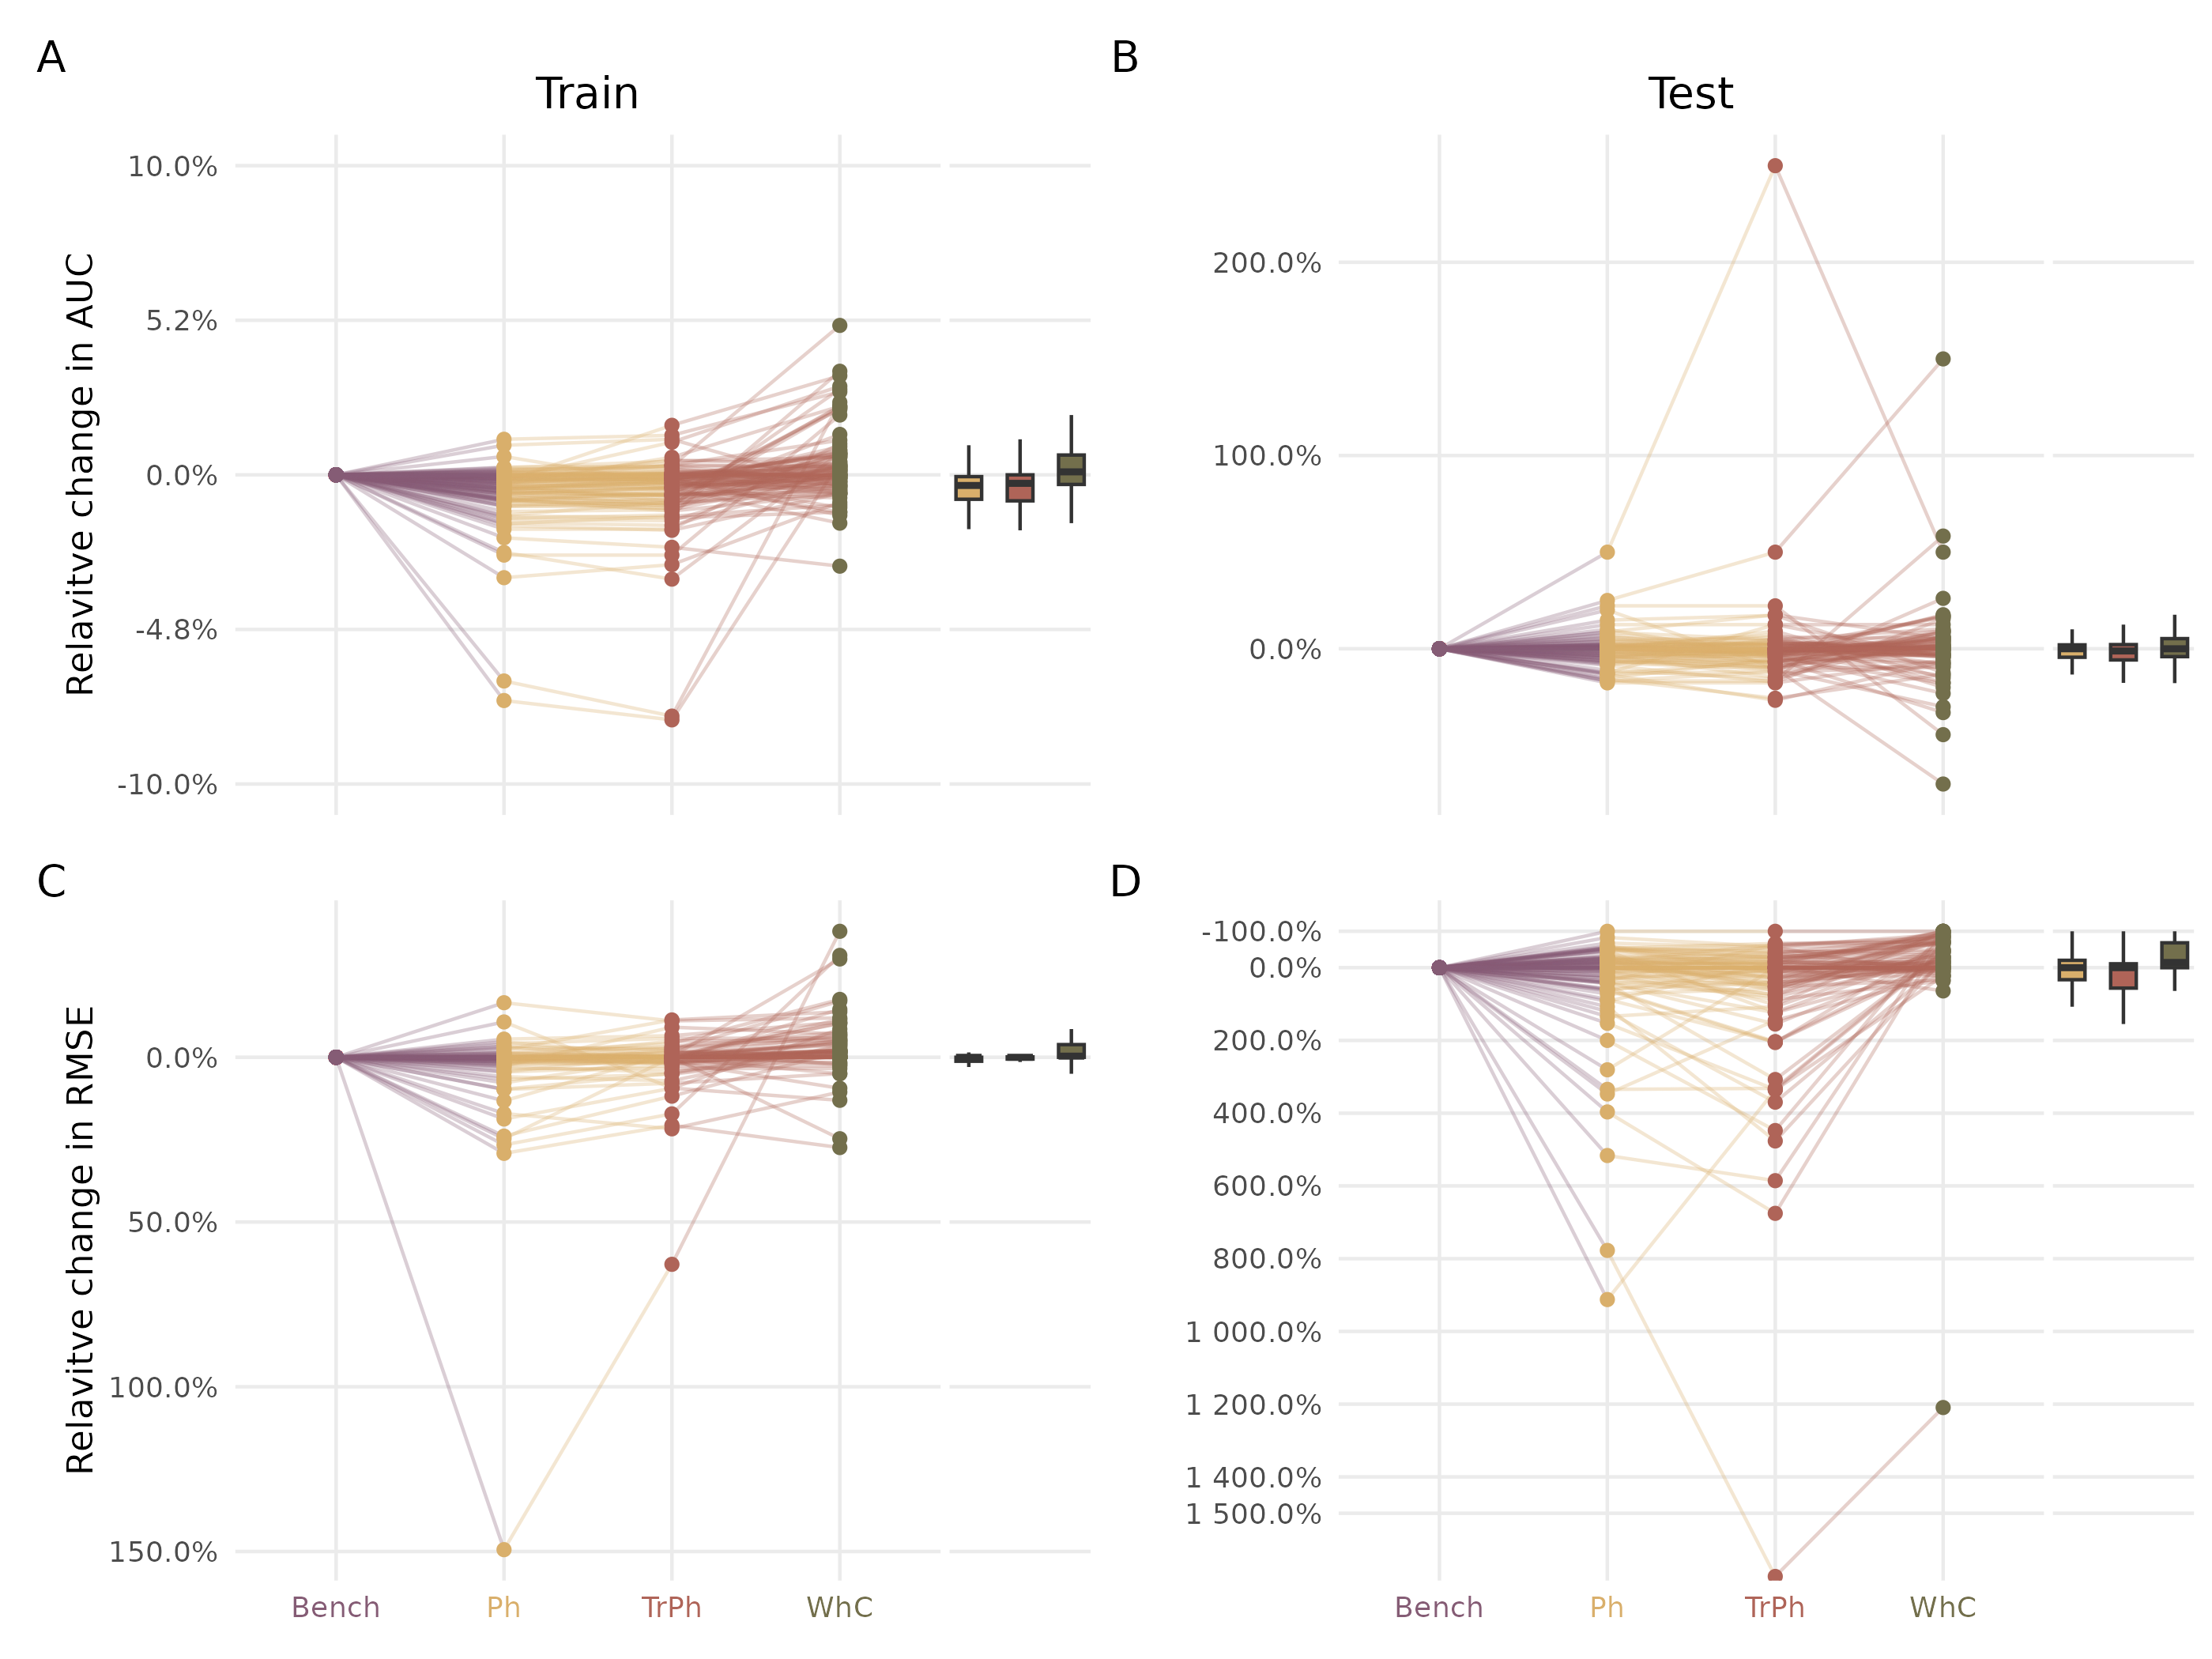 A
B
Train
Test
Relavitve change in AUC
10.0%
5.2%
0.0%
-4.8%
-10.0%
200.0%
100.0%
0.0%
C
D
Relavitve change in RMSE
0.0%
50.0%
100.0%
150.0%
-100.0%
0.0%
200.0%
400.0%
600.0%
800.0%
1 000.0%
1 200.0%
1 400.0%
1 500.0%
Bench Ph TrPh WhC
Bench Ph TrPh WhC